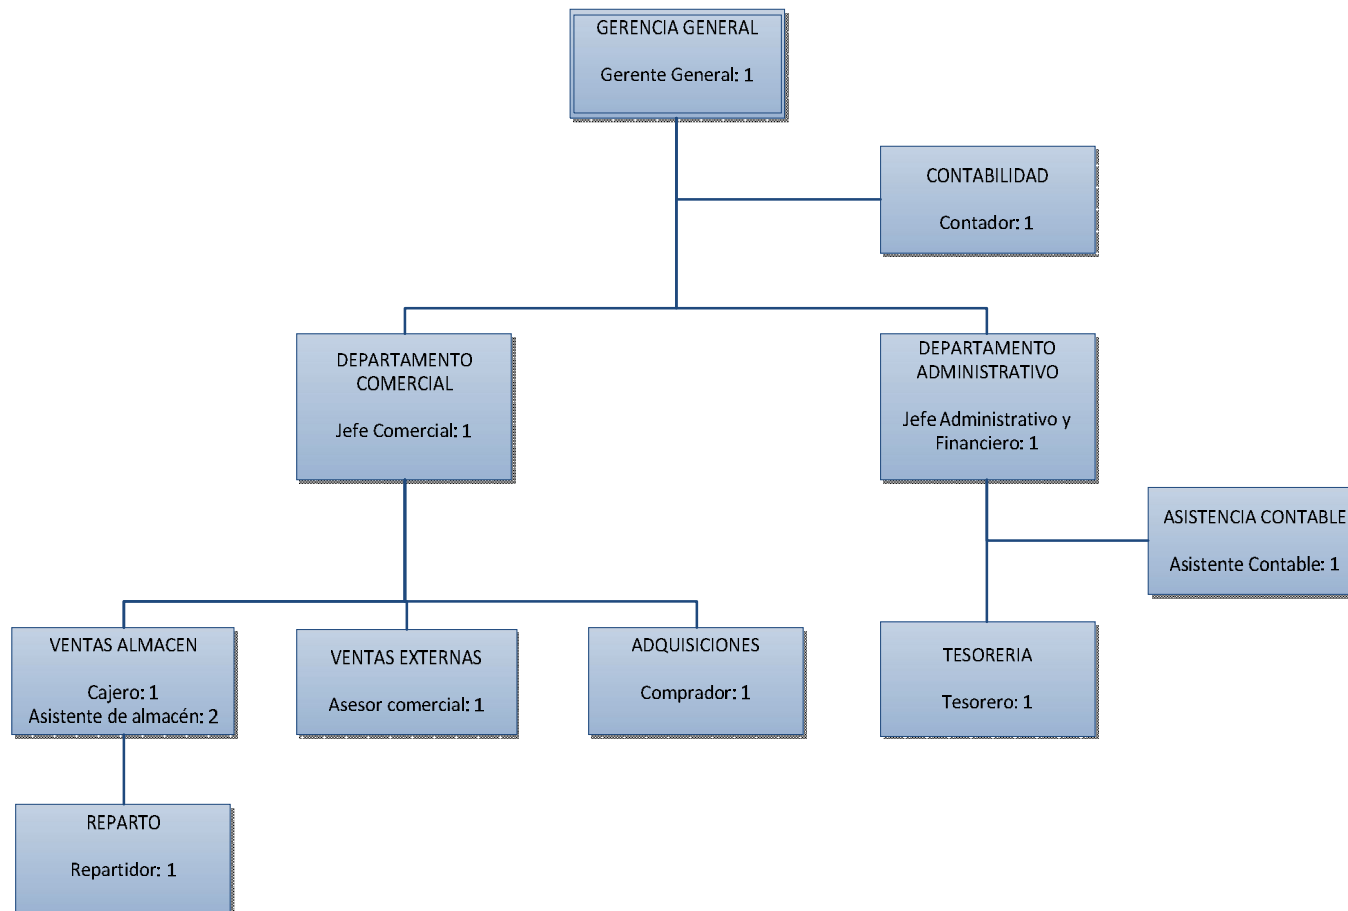 GERENCIA GENERAL
Gerente General: 1
CONTABILIDAD
Contador: 1
DEPARTAMENTO
COMERCIAL
Jefe Comercial: 1
DEPARTAMENTO
ADMINISTRATIVO
Jefe Administrativo y
Financiero: 1
ASISTENCIA CONTABLE
Asistente Contable: 1
VENTAS ALMACEN
Cajero: 1
Asistente de almacén: 2
VENTAS EXTERNAS
Asesor comercial: 1
ADQUISICIONES
Comprador: 1
TESORERIA
Tesorero: 1
REPARTO
Repartidor: 1